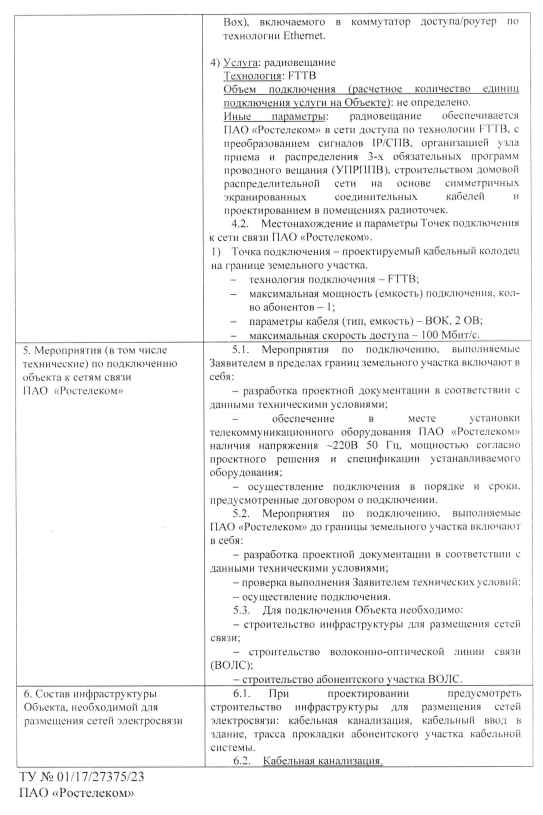 Box), включаемого в коммутатор доступа/роутер по
технологии Ethernet.
4) Услуга: радиовещание
Технология: FTTB
Объем подключения (расчетное количество единиц
подключения услуги на Объекте): не определено.
Иные параметры: радиовещание обеспечивается
ПАО «Ростелеком» в сети доступа по технологии FTTB, с
преобразованием сигналов IP/СПВ, организацией узла
приема и распределения 3-х обязательных программ
проводного вещания (УПРППВ), строительством домовой
распределительной сети на основе симметричных
экранированных соединительных кабелей и
проектированием в помещениях радиоточек.
4.2. Местонахождение и параметры Точек подключения
к сети связи ПАО «Ростелеком».
1) Точка подключения – проектируемый кабельный колодец
на границе земельного участка.
– технология подключения – FTTB;
– максимальная мощность (емкость) подключения, кол-
во абонентов – 1;
– параметры кабеля (тип, емкость) – ВОК, 2 ОВ;
– максимальная скорость доступа – 100 Мбит/с.
5. Мероприятия (в том числе
технические) по подключению
объекта к сетям связи
ПАО «Ростелеком»
5.1. Мероприятия по подключению, выполняемые
Заявителем в пределах границ земельного участка включают в
себя:
– разработка проектной документации в соответствии с
данными техническими условиями;
– обеспечение в месте установки
телекоммуникационного оборудования ПАО «Ростелеком»
наличия напряжения ~220В 50 Гц, мощностью согласно
проектного решения и спецификации устанавливаемого
оборудования;
– осуществление подключения в порядке и сроки,
предусмотренные договором о подключении.
5.2. Мероприятия по подключению, выполняемые
ПАО «Ростелеком» до границы земельного участка включают
в себя:
– разработка проектной документации в соответствии с
данными техническими условиями;
– проверка выполнения Заявителем технических условий:
– осуществление подключения.
5.3. Для подключения Объекта необходимо:
– строительство инфраструктуры для размещения сетей
связи;
– строительство волоконно-оптической линии связи
(ВОЛС);
– строительство абонентского участка ВОЛС.
6. Состав инфраструктуры
Объекта, необходимой для
размещения сетей электросвязи
6.1. При проектировании предусмотреть
строительство инфраструктуры для размещения сетей
электросвязи: кабельная канализация, кабельный ввод в
здание, трасса прокладки абонентского участка кабельной
системы.
6.2. Кабельная канализация.
ТУ № 01/17/27375/23
ПАО «Ростелеком»